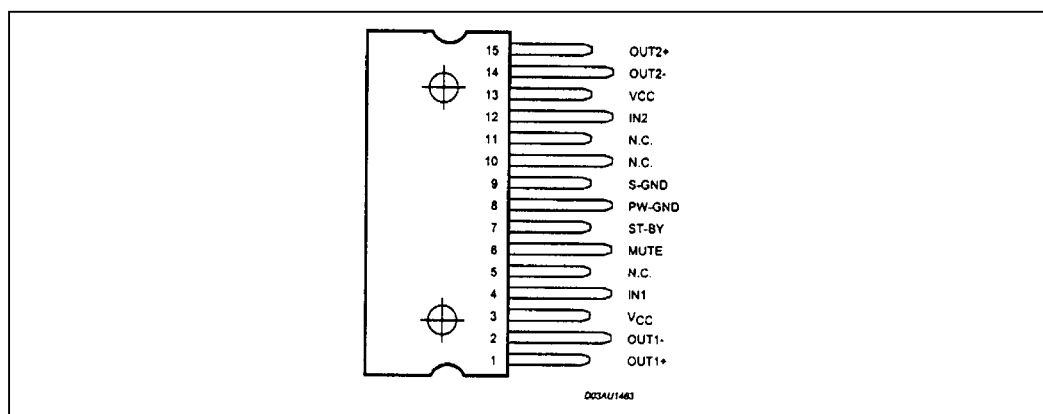 15 OUT2+
14 OUT2-
13 VCC
12 IN2
11 N.C.
10 N.C.
9 S-GND
8 PW-GND
7 ST-BY
6 MUTE
5 N.C.
4 IN1
3 VCC
2 OUT1-
1 OUT1+
D03AU1463